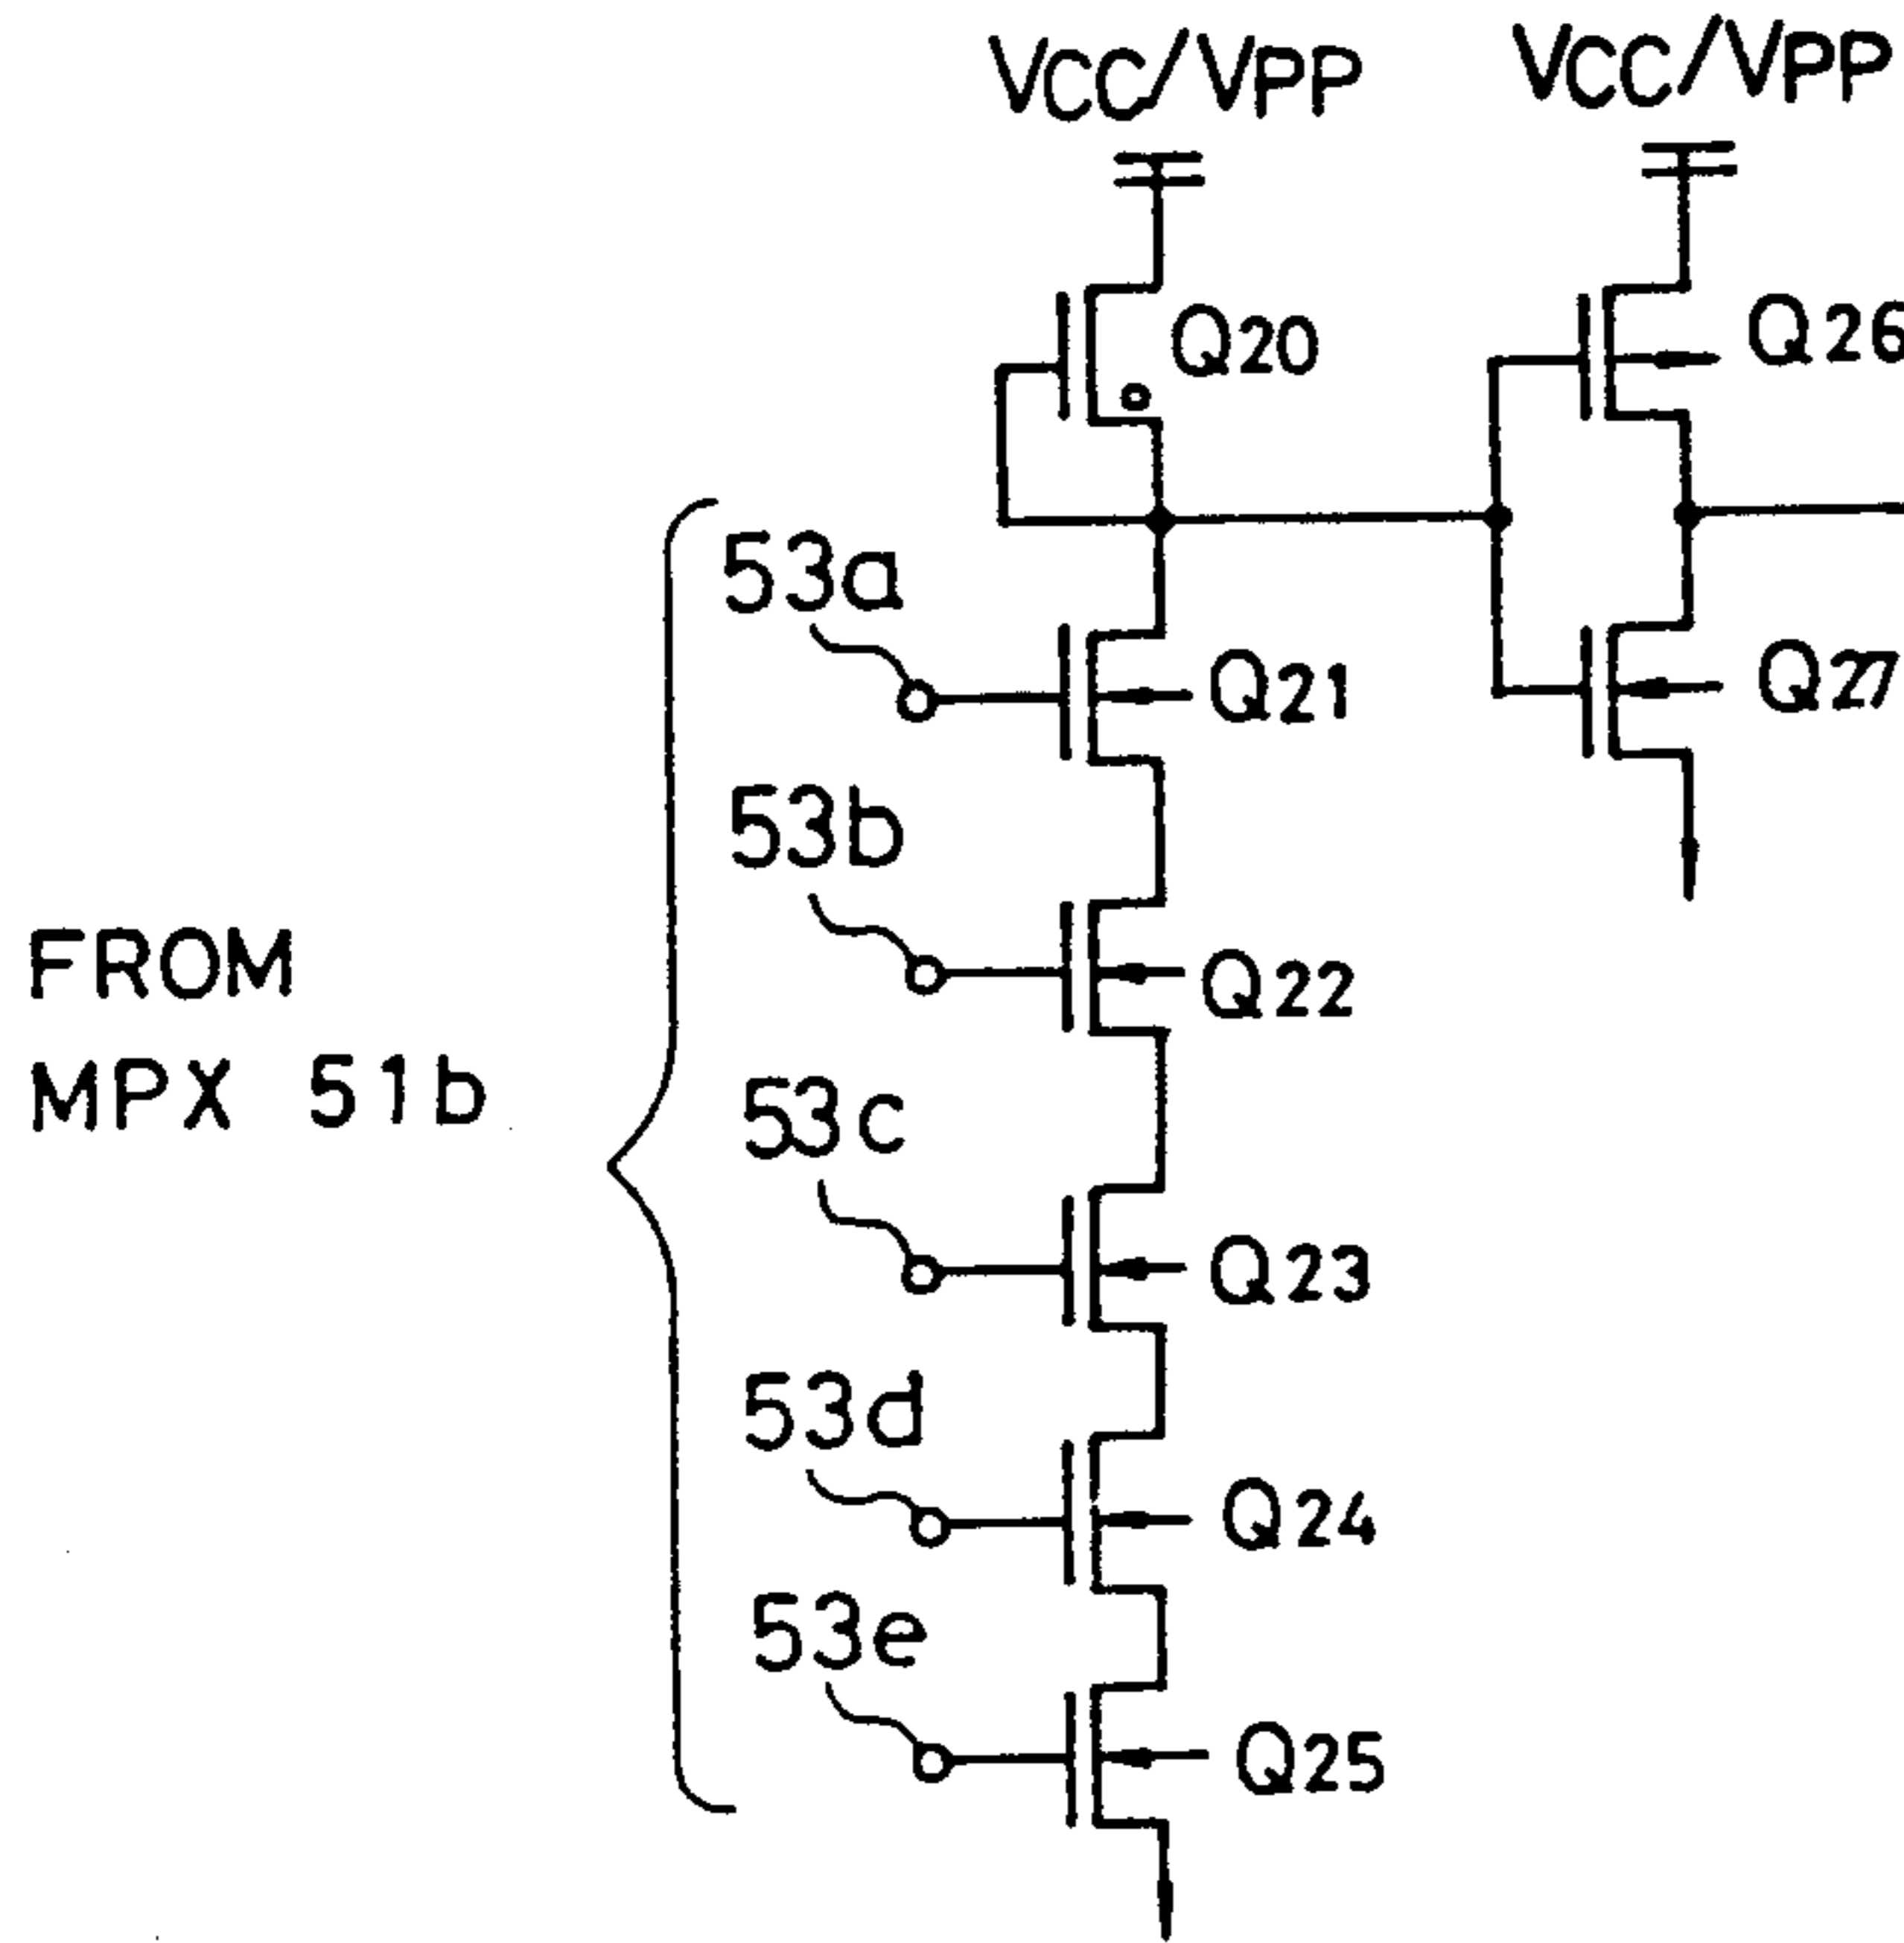 VCC/VPP
VCC/VPP
Q20
Q26
53a
Q21
Q27
53b
FROM
Q22
MPX 51b
53c
Q23
53d
Q24
53e
Q25